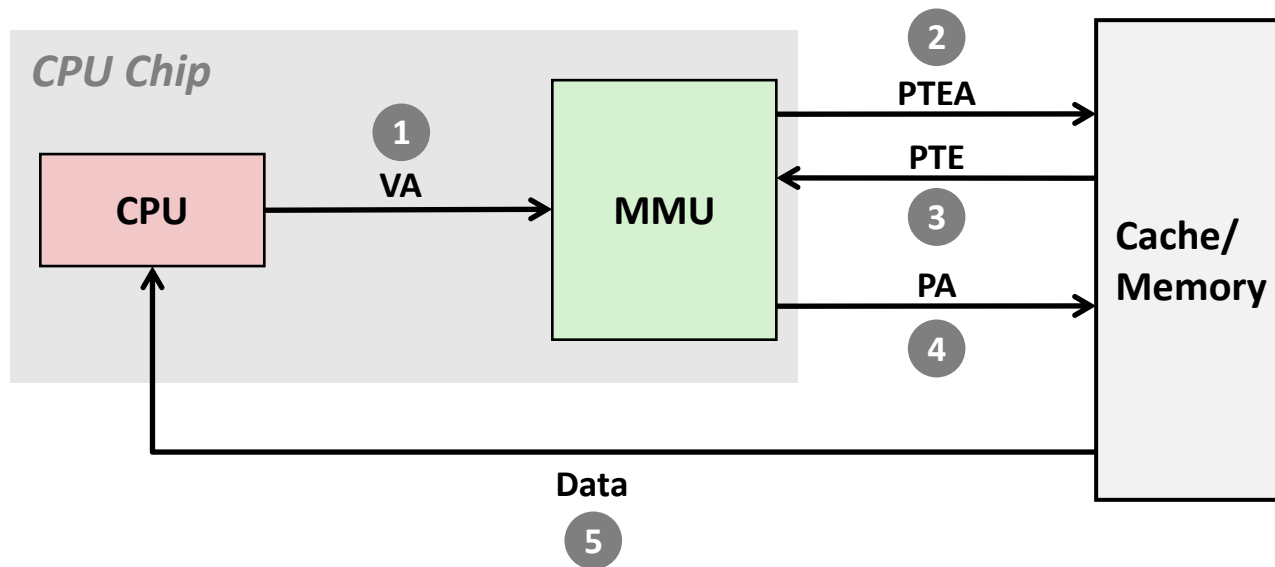 2
CPU Chip
PTEA
1
PTE
VA
CPU
MMU
3
Cache/
Memory
PA
4
Data
5